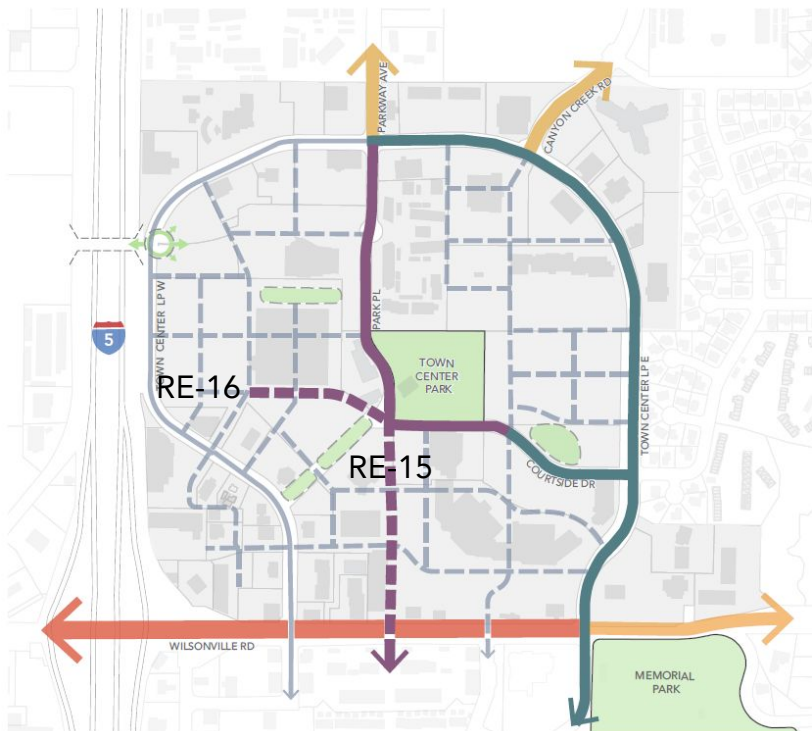 PARKWAY AVE
CANYON CREEK RD
TOWN CENTER LP W
5
PARK PL
TOWN
CENTER
PARK
RE-16
RE-15
TOWN CENTER LP E
COURTSIDE DR
WILSONVILLE RD
MEMORIAL
PARK